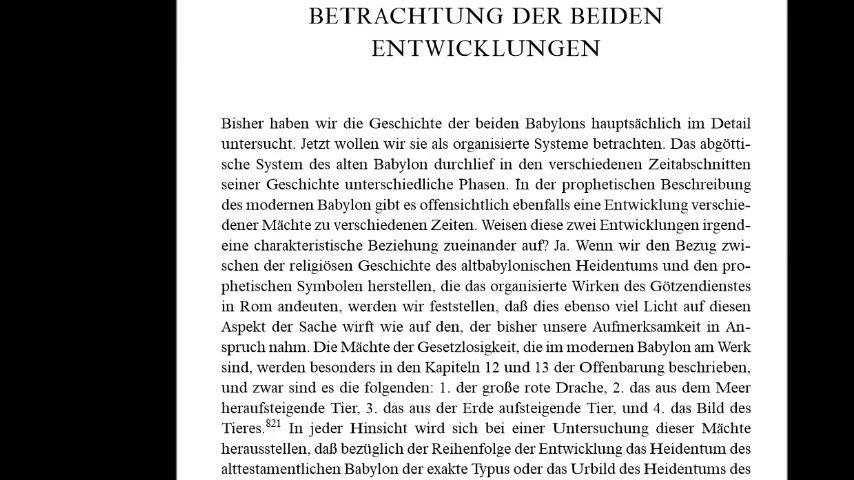 BETRACHTUNG DER BEIDEN
ENTWICKLUNGEN
Bisher haben wir die Geschichte der beiden Babylons hauptsächlich im Detail
untersucht. Jetzt wollen wir sie als organisierte Systeme betrachten. Das abgötti-
sche System des alten Babylon durchlief in den verschiedenen Zeitabschnitten
seiner Geschichte unterschiedliche Phasen. In der prophetischen Beschreibung
des modernen Babylon gibt es offensichtlich ebenfalls eine Entwicklung verschie-
dener Mächte zu verschiedenen Zeiten. Weisen diese zwei Entwicklungen irgend-
eine charakteristische Beziehung zueinander auf? Ja. Wenn wir den Bezug zwi-
schen der religiösen Geschichte des altbabylonischen Heidentums und den pro-
phetischen Symbolen herstellen, die das organisierte Wirken des Götzendienstes
in Rom andeuten, werden wir feststellen, daß dies ebenso viel Licht auf diesen
Aspekt der Sache wirft wie auf den, der bisher unsere Aufmerksamkeit in An-
spruch nahm. Die Mächte der Gesetzlosigkeit, die im modernen Babylon am Werk
sind, werden besonders in den Kapiteln 12 und 13 der Offenbarung beschrieben,
und zwar sind es die folgenden: 1. der große rote Drache, 2. das aus dem Meer
heraufsteigende Tier, 3. das aus der Erde aufsteigende Tier, und 4. das Bild des
Tieres.821 In jeder Hinsicht wird sich bei einer Untersuchung dieser Mächte
herausstellen, daß bezüglich der Reihenfolge der Entwicklung das Heidentum des
alttestamentlichen Babylon der exakte Typus oder das Urbild des Heidentums des